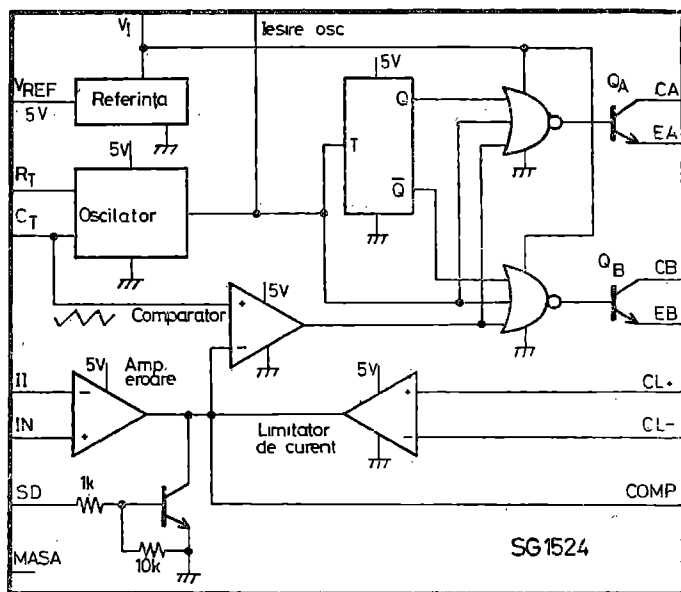 VI
Iesire osc
VREF
5V
Referința
5V
Q
QA
CA
EA
RT
5V
T
CT
Oscilator
Q̅
QB
CB
EB
Comparator
+
5V
−
5V
Amp.
eroare
5V
II
−
+
CL+
IN
+
Limitator
de curent
−
CL−
SD
1k
COMP
10k
MASA
SG1524